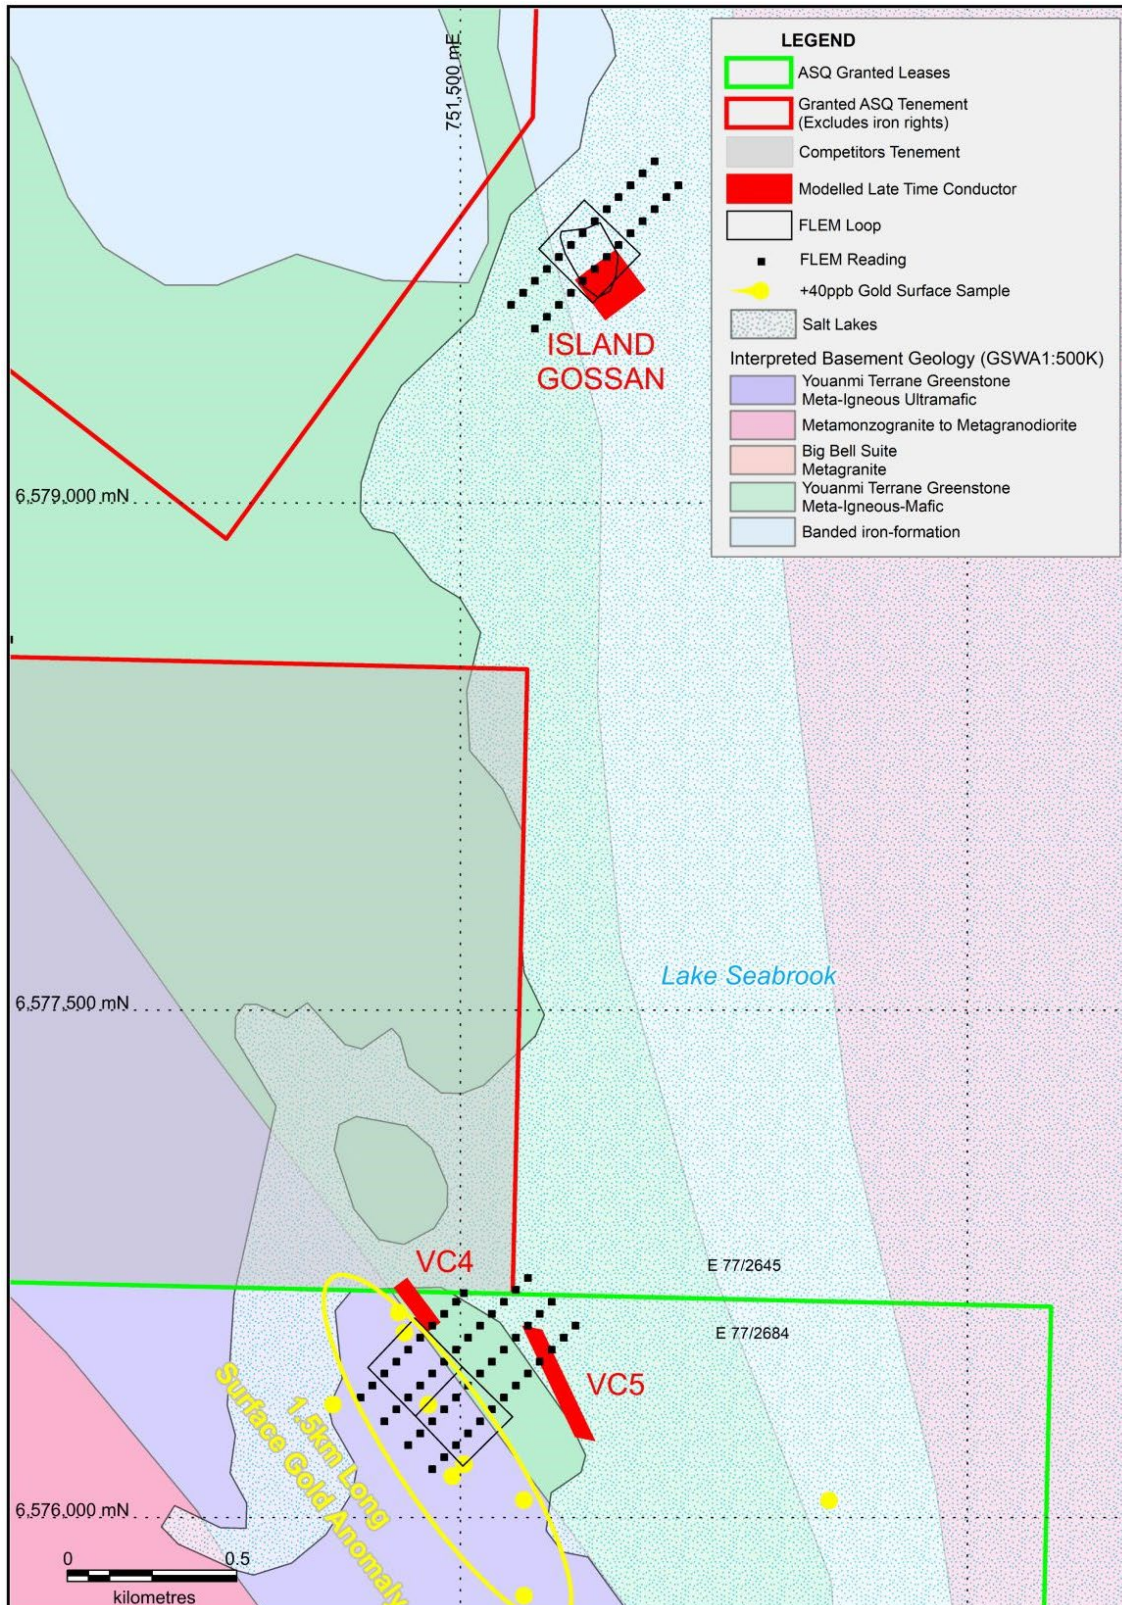 751,500 mE
LEGEND
ASQ Granted Leases
Granted ASQ Tenement
(Excludes iron rights)
Competitors Tenement
Modelled Late Time Conductor
FLEM Loop
FLEM Reading
+40ppb Gold Surface Sample
Salt Lakes
Interpreted Basement Geology (GSWA1:500K)
Youanmi Terrane Greenstone
Meta-Igneous Ultramafic
Metamonzogranite to Metagranodiorite
Big Bell Suite
Metagranite
Youanmi Terrane Greenstone
Meta-Igneous-Mafic
Banded iron-formation
ISLAND
GOSSAN
6,579,000 mN
Lake Seabrook
6,577,500 mN
VC4
E 77/2645
E 77/2684
VC5
1.5km Long
Surface Gold Anomaly
6,576,000 mN
0 0.5
kilometres